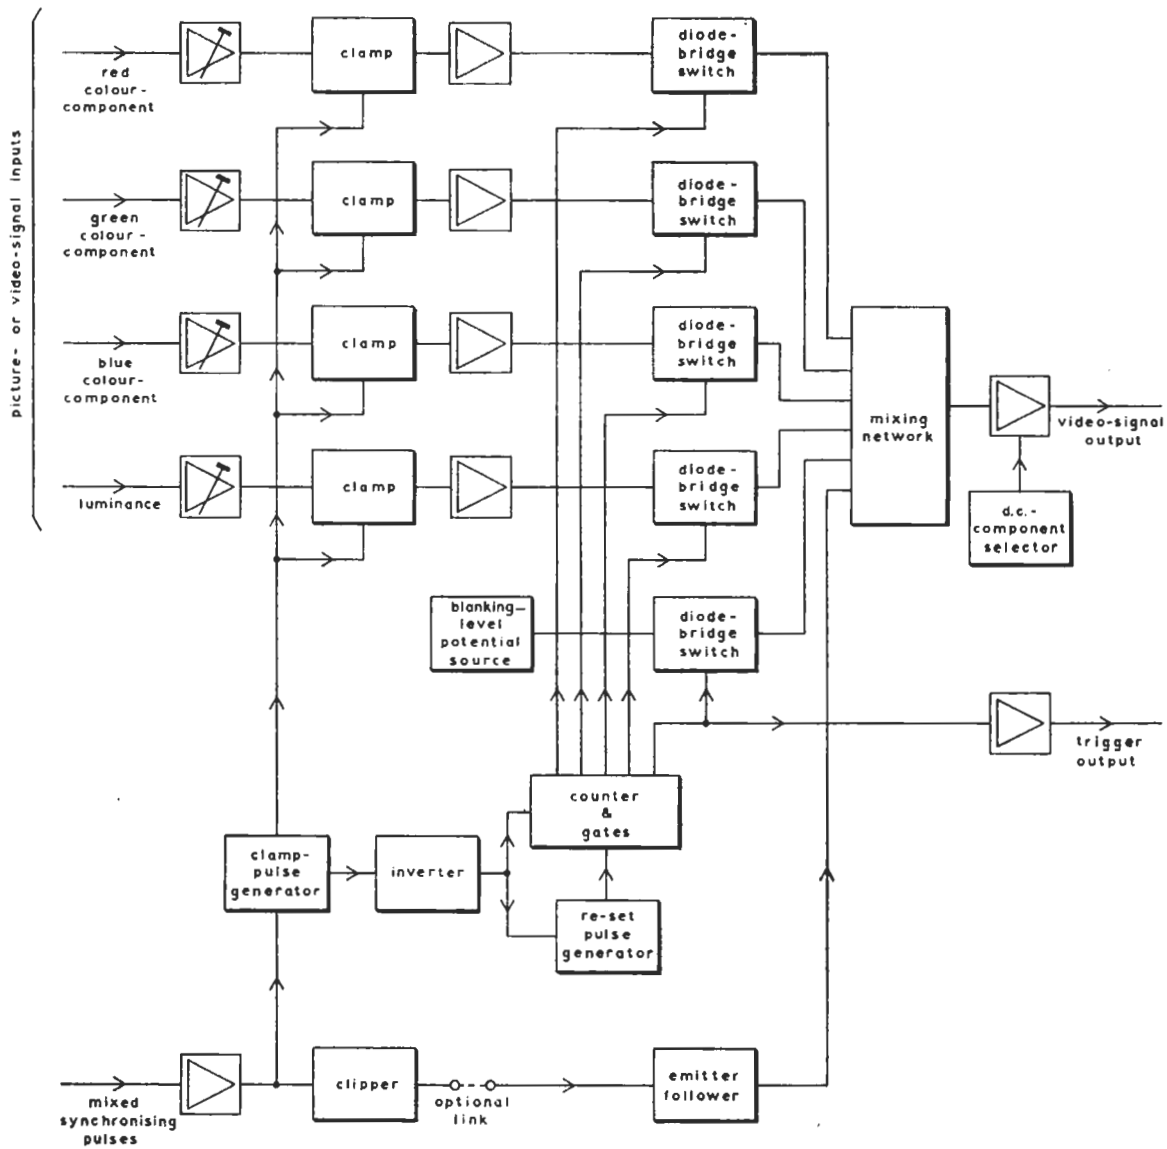 picture- or video-signal inputs
red
colour-
component
clamp
diode-
bridge
switch
green
colour-
component
clamp
diode-
bridge
switch
blue
colour-
component
clamp
diode-
bridge
switch
luminance
clamp
diode-
bridge
switch
mixing
network
video-signal
output
d.c.-
component
selector
blanking-
level
potential
source
diode-
bridge
switch
trigger
output
counter
&
gates
clamp-
pulse
generator
inverter
re-set
pulse
generator
mixed
synchronising
pulses
clipper
optional
link
emitter
follower